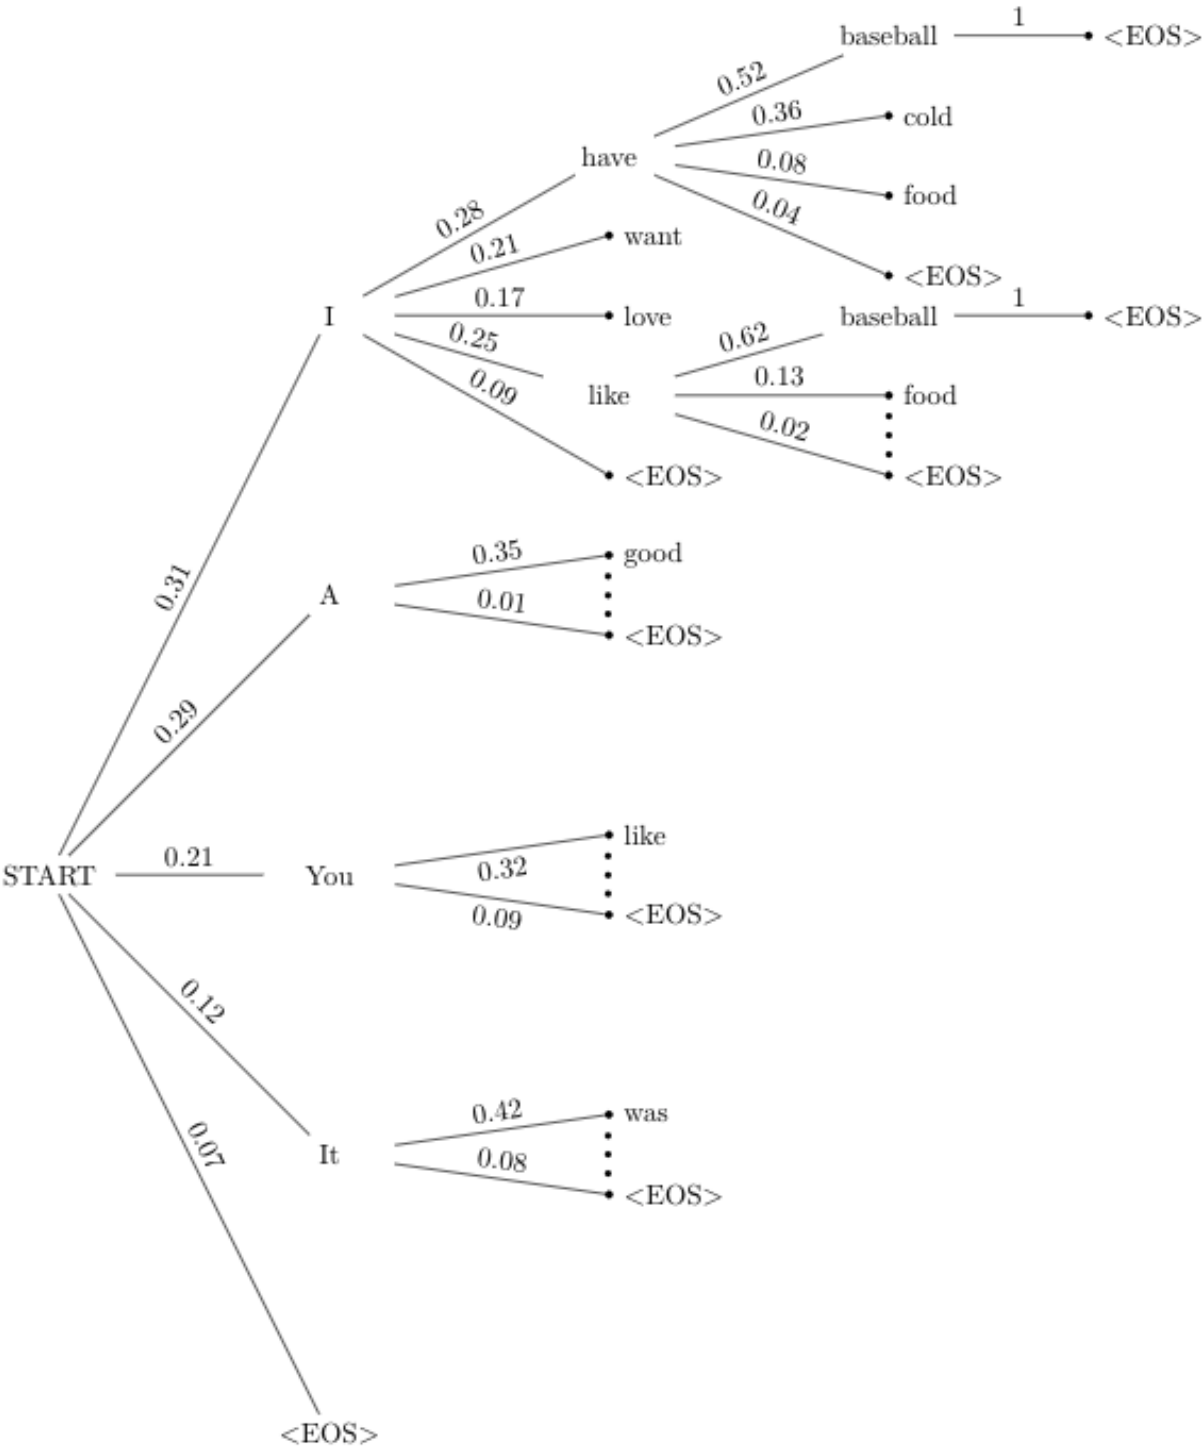 baseball 1 <EOS>
0.52
0.36 cold
have
0.08 food
0.04
<EOS>
0.28
0.21 want
0.17 love
I
0.25
0.09
like
<EOS>
0.62 baseball 1 <EOS>
0.13 food
0.02
<EOS>
0.31
A
0.35 good
0.01
<EOS>
0.29
START 0.21 You
0.32 like
0.09 <EOS>
0.12
It
0.42 was
0.08
<EOS>
0.07
<EOS>